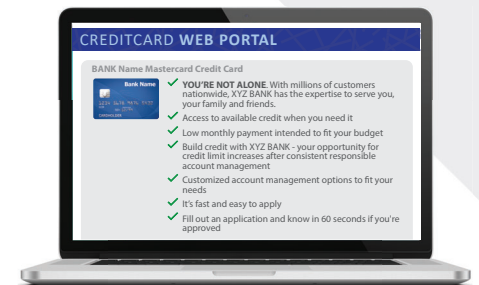 CREDITCARD WEB PORTAL
BANK Name Mastercard Credit Card
Bank Name
YOU'RE NOT ALONE. With millions of customers
nationwide, XYZ BANK has the expertise to serve you,
your family and friends.
Access to available credit when you need it
Low monthly payment intended to fit your budget
Build credit with XYZ BANK - your opportunity for
credit limit increases after consistent responsible
account management
Customized account management options to fit your
needs
It's fast and easy to apply
Fill out an application and know in 60 seconds if you're
approved